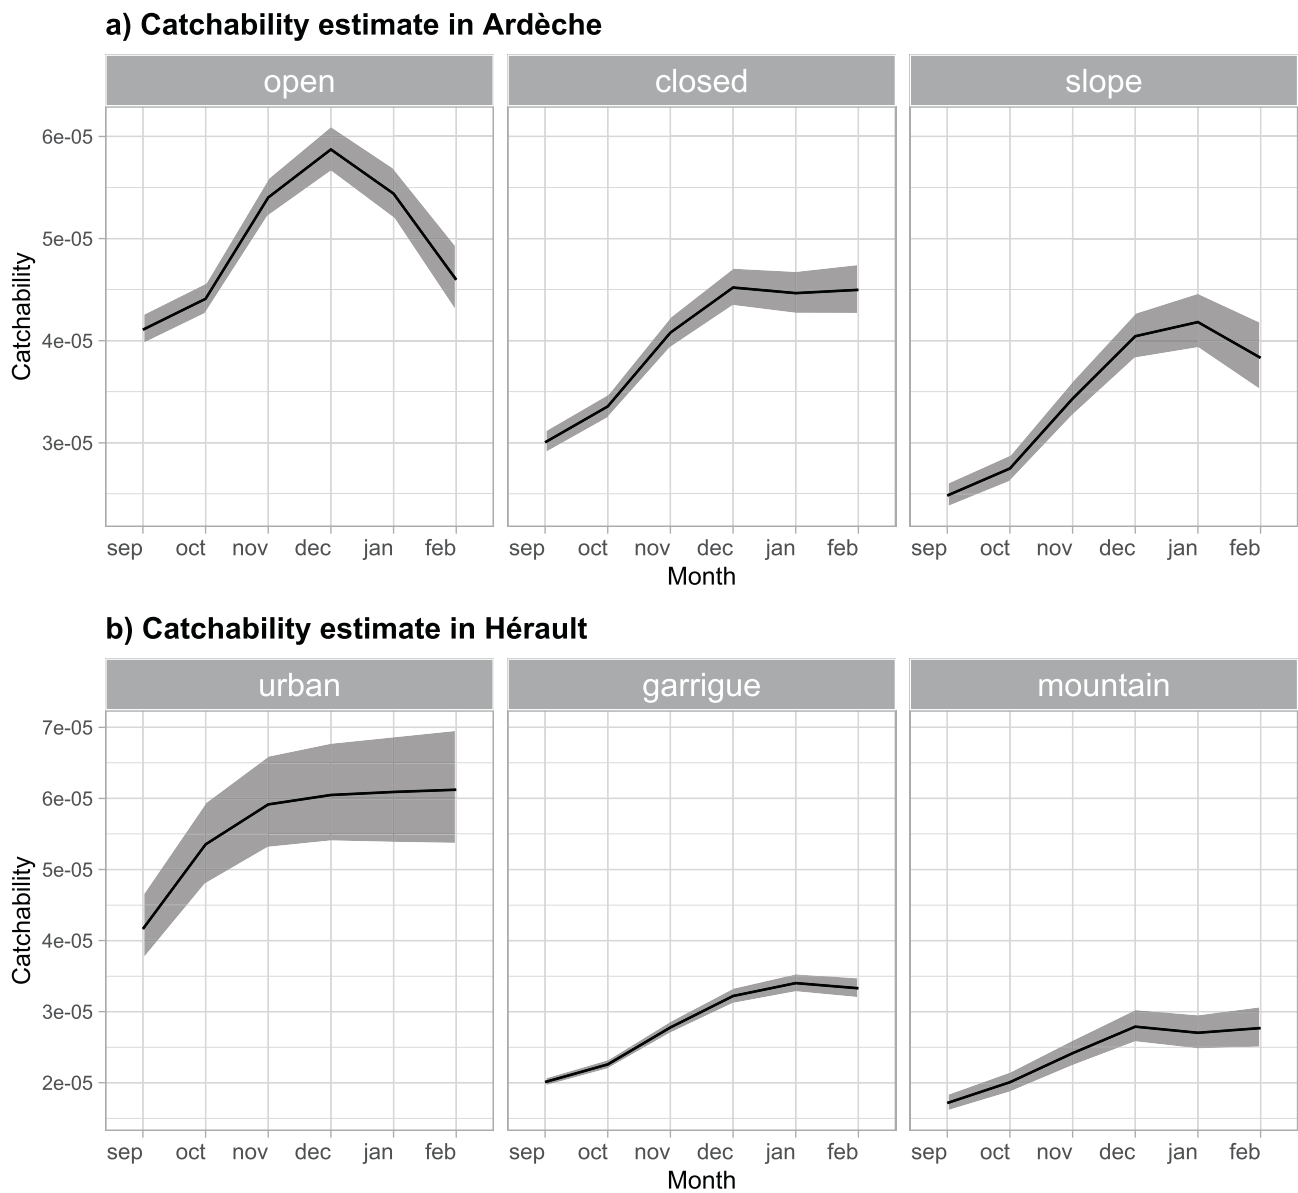 a) Catchability estimate in Ardèche
open closed slope
6e-05
5e-05
4e-05
3e-05
Catchability
sep oct nov dec jan feb sep oct nov dec jan feb sep oct nov dec jan feb
Month
b) Catchability estimate in Hérault
urban garrigue mountain
7e-05
6e-05
5e-05
4e-05
3e-05
2e-05
Catchability
sep oct nov dec jan feb sep oct nov dec jan feb sep oct nov dec jan feb
Month